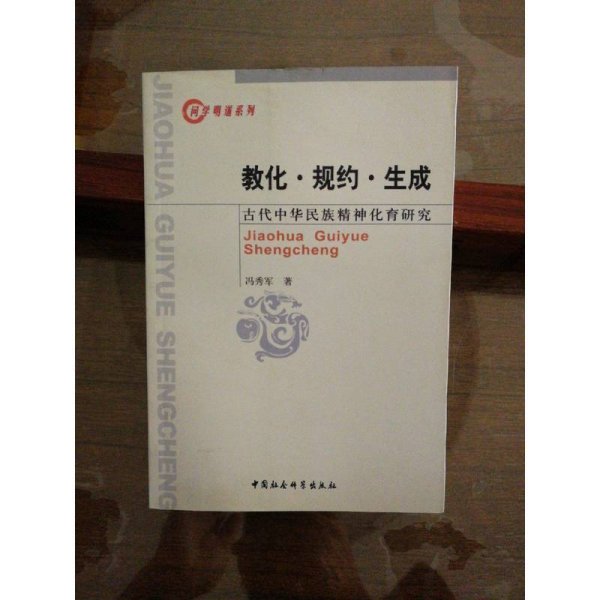 问学明道系列
教化·规约·生成
古代中华民族精神化育研究
Jiaohua Guiyue
Shengcheng
冯秀军 著
中国社会科学出版社
JIAOHUA GUIYUE SHENGCHENG